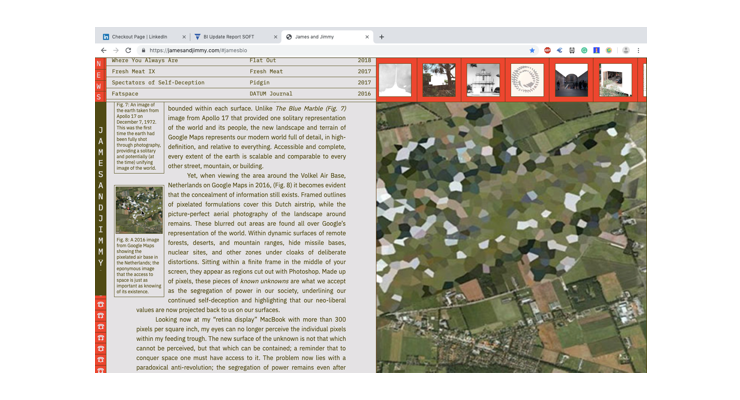 Checkout Page | LinkedIn
BI Update Report SOFT
James and Jimmy
https://jamesandjimmy.com/#jamesbio
NEWS
Where You Always Are Flat Out 2018
Fresh Meat IX Fresh Meat 2017
Spectators of Self-Deception Pidgin 2017
Fatspace DATUM Journal 2016
JAMESANDJIMMY
Fig. 7: An image of
the earth taken from
Apollo 17 on
December 7, 1972.
This was the first
time the earth had
been fully shot
through photography,
providing a solitary
and potentially (at
the time) unifying
image of the world.
Fig. 8: A 2016 image
from Google Maps
showing the
pixelated air base in
the Netherlands; the
eponymous image
that the access to
space is just as
important as knowing
of its existence.
bounded within each surface. Unlike The Blue Marble (Fig. 7)
image from Apollo 17 that provided one solitary representation
of the world and its people, the new landscape and terrain of
Google Maps represents our modern world full of detail, in high-
definition, and relative to everything. Accessible and complete,
every extent of the earth is scalable and comparable to every
other street, mountain, or building.
Yet, when viewing the area around the Volkel Air Base,
Netherlands on Google Maps in 2016, (Fig. 8) it becomes evident
that the concealment of information still exists. Framed outlines
of pixelated formations cover this Dutch airstrip, while the
picture-perfect aerial photography of the landscape around
remains. These blurred out areas are found all over Google's
representation of the world. Within dynamic surfaces of remote
forests, deserts, and mountain ranges, hide missile bases,
nuclear sites, and other zones under cloaks of deliberate
distortions. Sitting within a finite frame in the middle of your
screen, they appear as regions cut out with Photoshop. Made up
of pixels, these pieces of known unknowns are what we accept
as the segregation of power in our society, underlining our
continued self-deception and highlighting that our neo-liberal
values are now projected back to us on our surfaces.
Looking now at my "retina display" MacBook with more than 300
pixels per square inch, my eyes can no longer perceive the individual pixels
within my feeding trough. The new surface of the unknown is not that which
cannot be perceived, but that which can be contained; a reminder that to
conquer space one must have access to it. The problem now lies with a
paradoxical anti-revolution; the segregation of power remains even after